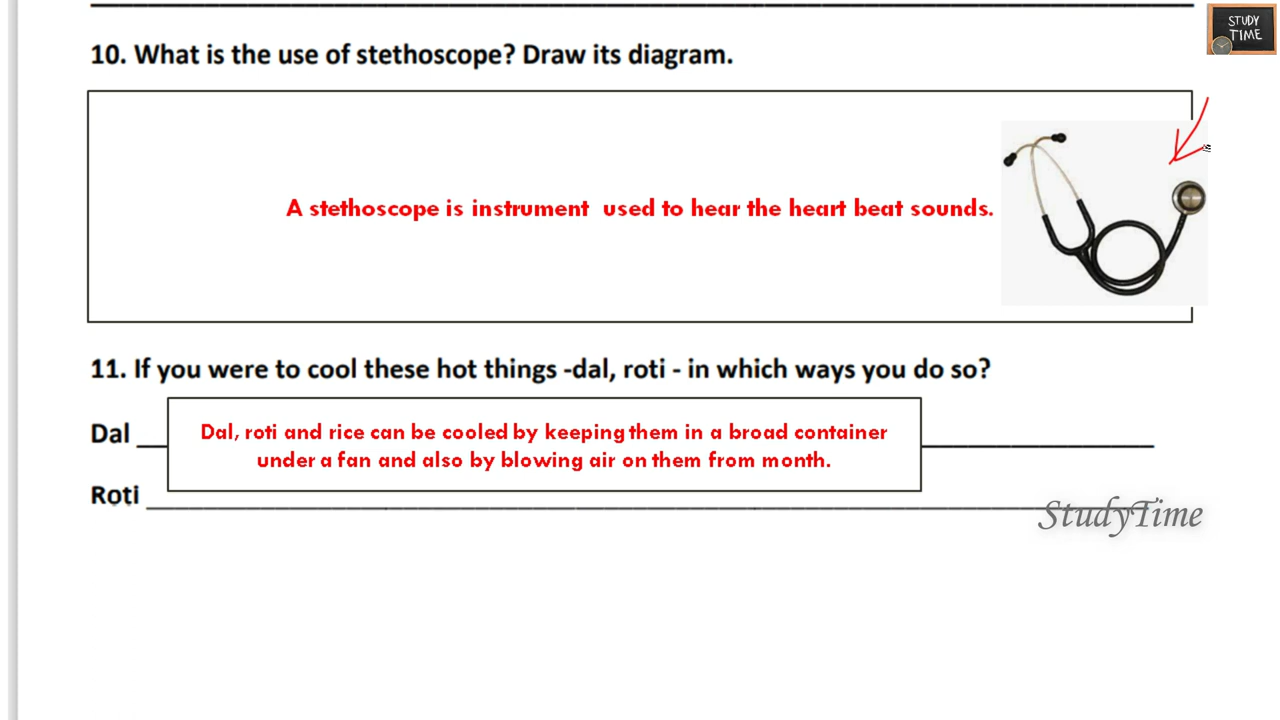 STUDY
TIME
10. What is the use of stethoscope? Draw its diagram.
A stethoscope is instrument used to hear the heart beat sounds.
11. If you were to cool these hot things -dal, roti - in which ways you do so?
Dal
Dal, roti and rice can be cooled by keeping them in a broad container
under a fan and also by blowing air on them from month.
Roti
StudyTime